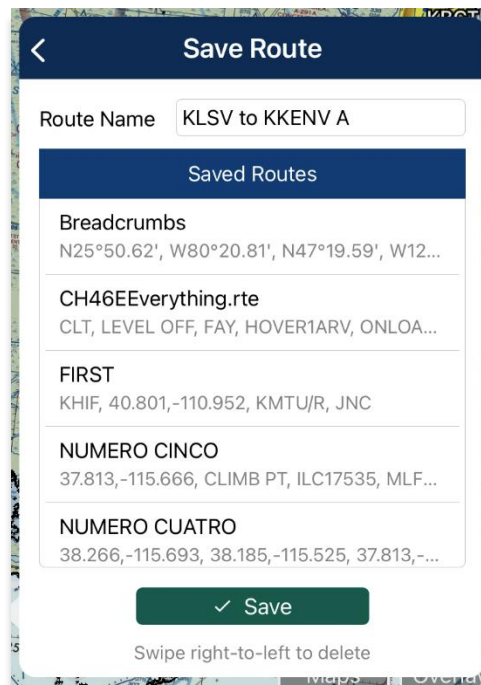 Save Route
Route Name KLSV to KKENV A
Saved Routes
Breadcrumbs
N25°50.62', W80°20.81', N47°19.59', W12...
CH46EEverything.rte
CLT, LEVEL OFF, FAY, HOVER1ARV, ONLOA...
FIRST
KHIF, 40.801,-110.952, KMTU/R, JNC
NUMERO CINCO
37.813,-115.666, CLIMB PT, ILC17535, MLF...
NUMERO CUATRO
38.266,-115.693, 38.185,-115.525, 37.813,-...
✓ Save
Swipe right-to-left to delete
Maps